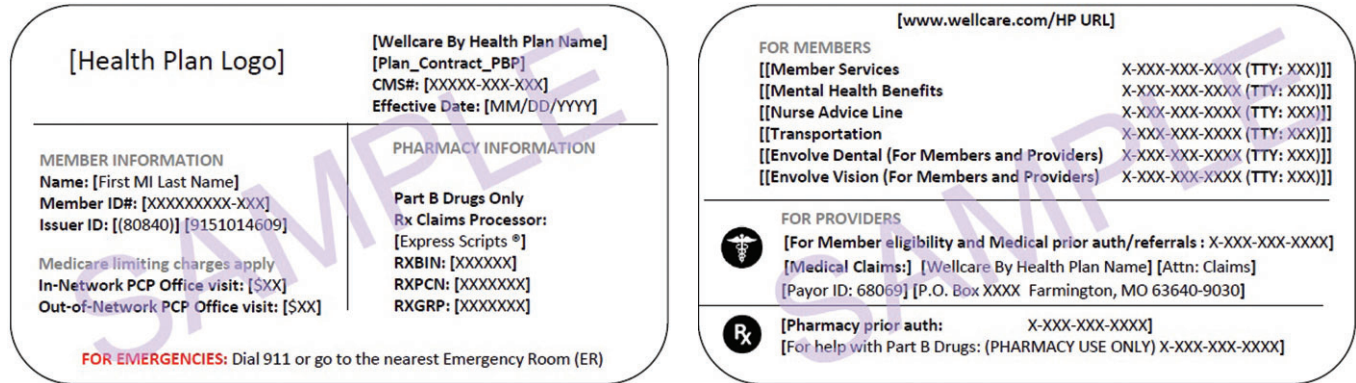 [Health Plan Logo]
[Wellcare By Health Plan Name]
[Plan_Contract_PBP]
CMS#: [XXXXX-XXX-XXX]
Effective Date: [MM/DD/YYYY]
MEMBER INFORMATION
Name: [First MI Last Name]
Member ID#: [XXXXXXXXX-XXX]
Issuer ID: [(80840)] [9151014609]
Medicare limiting charges apply
In-Network PCP Office visit: [$XX]
Out-of-Network PCP Office visit: [$XX]
PHARMACY INFORMATION
Part B Drugs Only
Rx Claims Processor:
[Express Scripts ®]
RXBIN: [XXXXXX]
RXPCN: [XXXXXXX]
RXGRP: [XXXXXXX]
FOR EMERGENCIES: Dial 911 or go to the nearest Emergency Room (ER)
SAMPLE
[www.wellcare.com/HP URL]
FOR MEMBERS
[[Member Services X-XXX-XXX-XXXX (TTY: XXX)]]
[[Mental Health Benefits X-XXX-XXX-XXXX (TTY: XXX)]]
[[Nurse Advice Line X-XXX-XXX-XXXX (TTY: XXX)]]
[[Transportation X-XXX-XXX-XXXX (TTY: XXX)]]
[[Envolve Dental (For Members and Providers) X-XXX-XXX-XXXX (TTY: XXX)]]
[[Envolve Vision (For Members and Providers) X-XXX-XXX-XXXX (TTY: XXX)]]
FOR PROVIDERS
[For Member eligibility and Medical prior auth/referrals : X-XXX-XXX-XXXX]
[Medical Claims:] [Wellcare By Health Plan Name] [Attn: Claims]
[Payor ID: 68069] [P.O. Box XXXX Farmington, MO 63640-9030]
Rx
[Pharmacy prior auth: X-XXX-XXX-XXXX]
[For help with Part B Drugs: (PHARMACY USE ONLY) X-XXX-XXX-XXXX]
SAMPLE